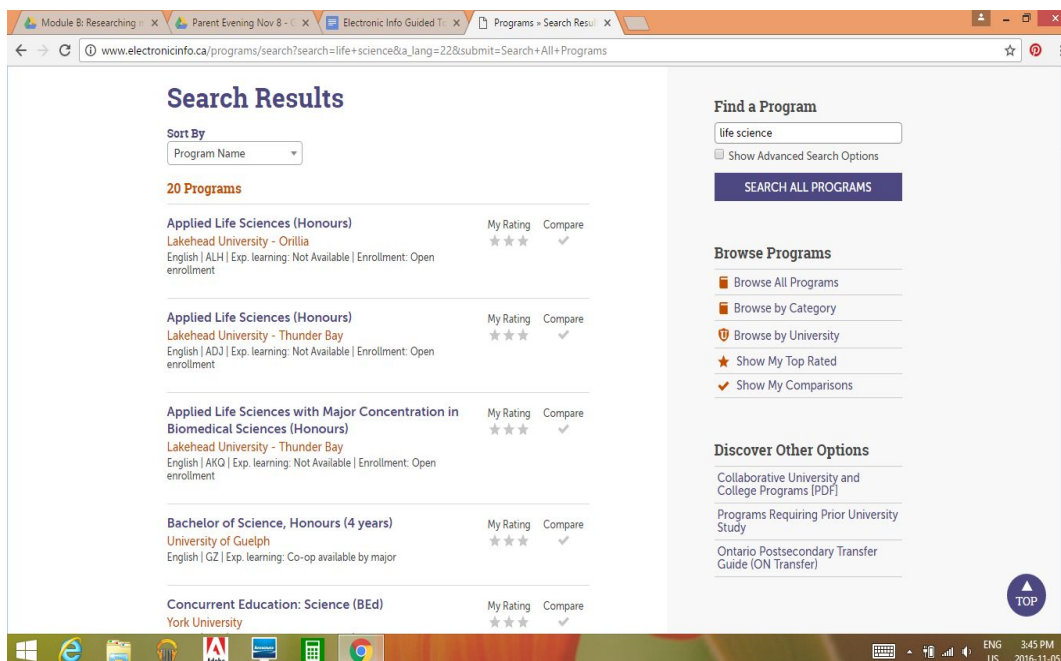 Module B: Researching
Parent Evening Nov 8 -
Electronic Info Guided
Programs » Search Resul
www.electronicinfo.ca/programs/search?search=life+science&a_lang=22&submit=Search+All+Programs
Search Results
Sort By
Program Name
20 Programs
Applied Life Sciences (Honours)
My Rating Compare
Lakehead University - Orillia
English | ALH | Exp. learning: Not Available | Enrollment: Open
enrollment
Applied Life Sciences (Honours)
My Rating Compare
Lakehead University - Thunder Bay
English | ADJ | Exp. learning: Not Available | Enrollment: Open
enrollment
Applied Life Sciences with Major Concentration in
My Rating Compare
Biomedical Sciences (Honours)
Lakehead University - Thunder Bay
English | AKQ | Exp. learning: Not Available | Enrollment: Open
enrollment
Bachelor of Science, Honours (4 years)
My Rating Compare
University of Guelph
English | GZ | Exp. learning: Co-op available by major
Concurrent Education: Science (BEd)
My Rating Compare
York University
Find a Program
life science
Show Advanced Search Options
SEARCH ALL PROGRAMS
Browse Programs
Browse All Programs
Browse by Category
Browse by University
Show My Top Rated
Show My Comparisons
Discover Other Options
Collaborative University and
College Programs [PDF]
Programs Requiring Prior University
Study
Ontario Postsecondary Transfer
Guide (ON Transfer)
TOP
ENG
US
3:45 PM
2016-11-05